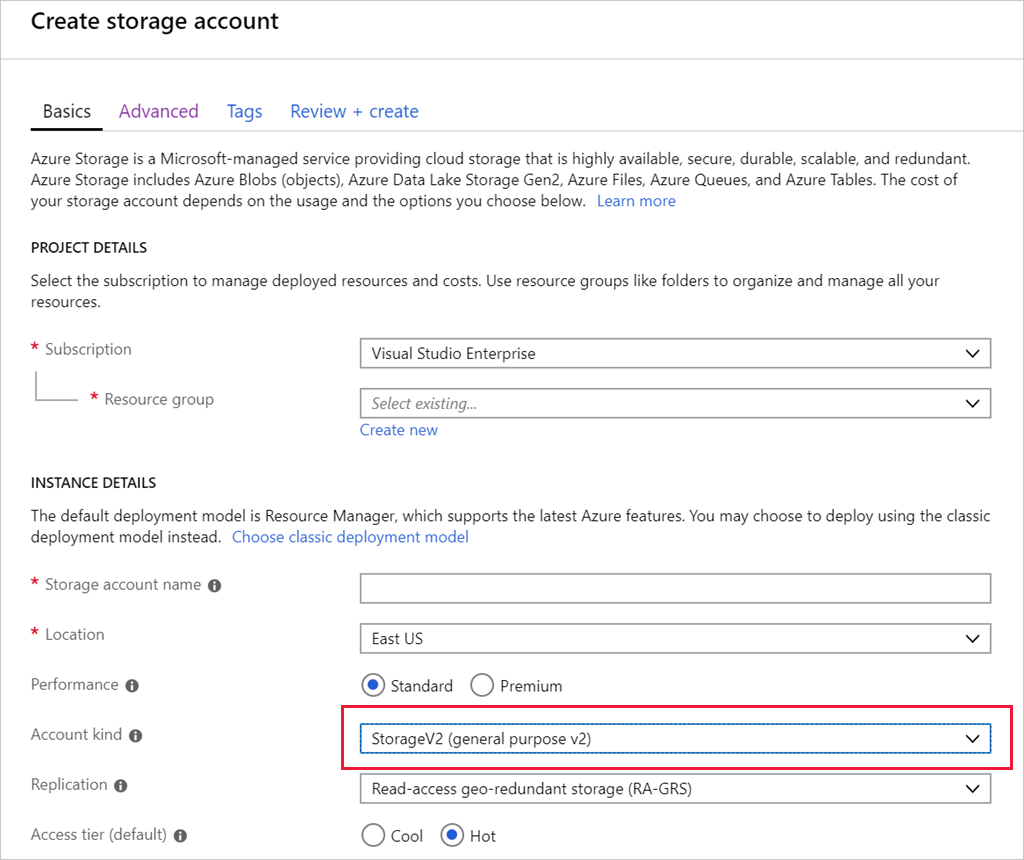 Create storage account
Basics Advanced Tags Review + create
Azure Storage is a Microsoft-managed service providing cloud storage that is highly available, secure, durable, scalable, and redundant.
Azure Storage includes Azure Blobs (objects), Azure Data Lake Storage Gen2, Azure Files, Azure Queues, and Azure Tables. The cost of
your storage account depends on the usage and the options you choose below. Learn more
PROJECT DETAILS
Select the subscription to manage deployed resources and costs. Use resource groups like folders to organize and manage all your
resources.
* Subscription Visual Studio Enterprise
* Resource group Select existing...
Create new
INSTANCE DETAILS
The default deployment model is Resource Manager, which supports the latest Azure features. You may choose to deploy using the classic
deployment model instead. Choose classic deployment model
* Storage account name
* Location East US
Performance Standard Premium
Account kind StorageV2 (general purpose v2)
Replication Read-access geo-redundant storage (RA-GRS)
Access tier (default) Cool Hot